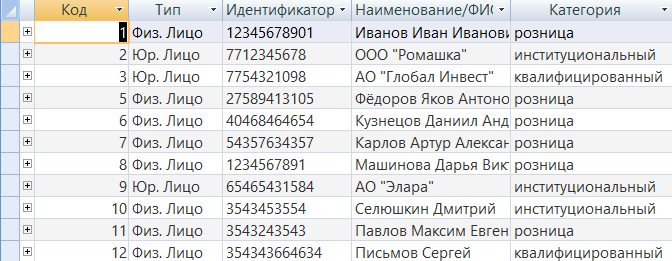 Код Тип Идентификатор Наименование/ФИО Категория
1 Физ. Лицо 12345678901 Иванов Иван Иванови розница
2 Юр. Лицо 7712345678 ООО "Ромашка" институциональный
3 Юр. Лицо 7754321098 АО "Глобал Инвест" квалифицированный
5 Физ. Лицо 27589413105 Фёдоров Яков Антоно розница
6 Физ. Лицо 40468464654 Кузнецов Даниил Анд розница
7 Физ. Лицо 54357634357 Карлов Артур Алексан розница
8 Физ. Лицо 1234567891 Машинова Дарья Викт розница
9 Юр. Лицо 65465431584 АО "Элара" институциональный
10 Физ. Лицо 3543453554 Селюшкин Дмитрий институциональный
11 Физ. Лицо 3543243543 Павлов Максим Евген розница
12 Физ. Лицо 354343664634 Письмов Сергей квалифицированный